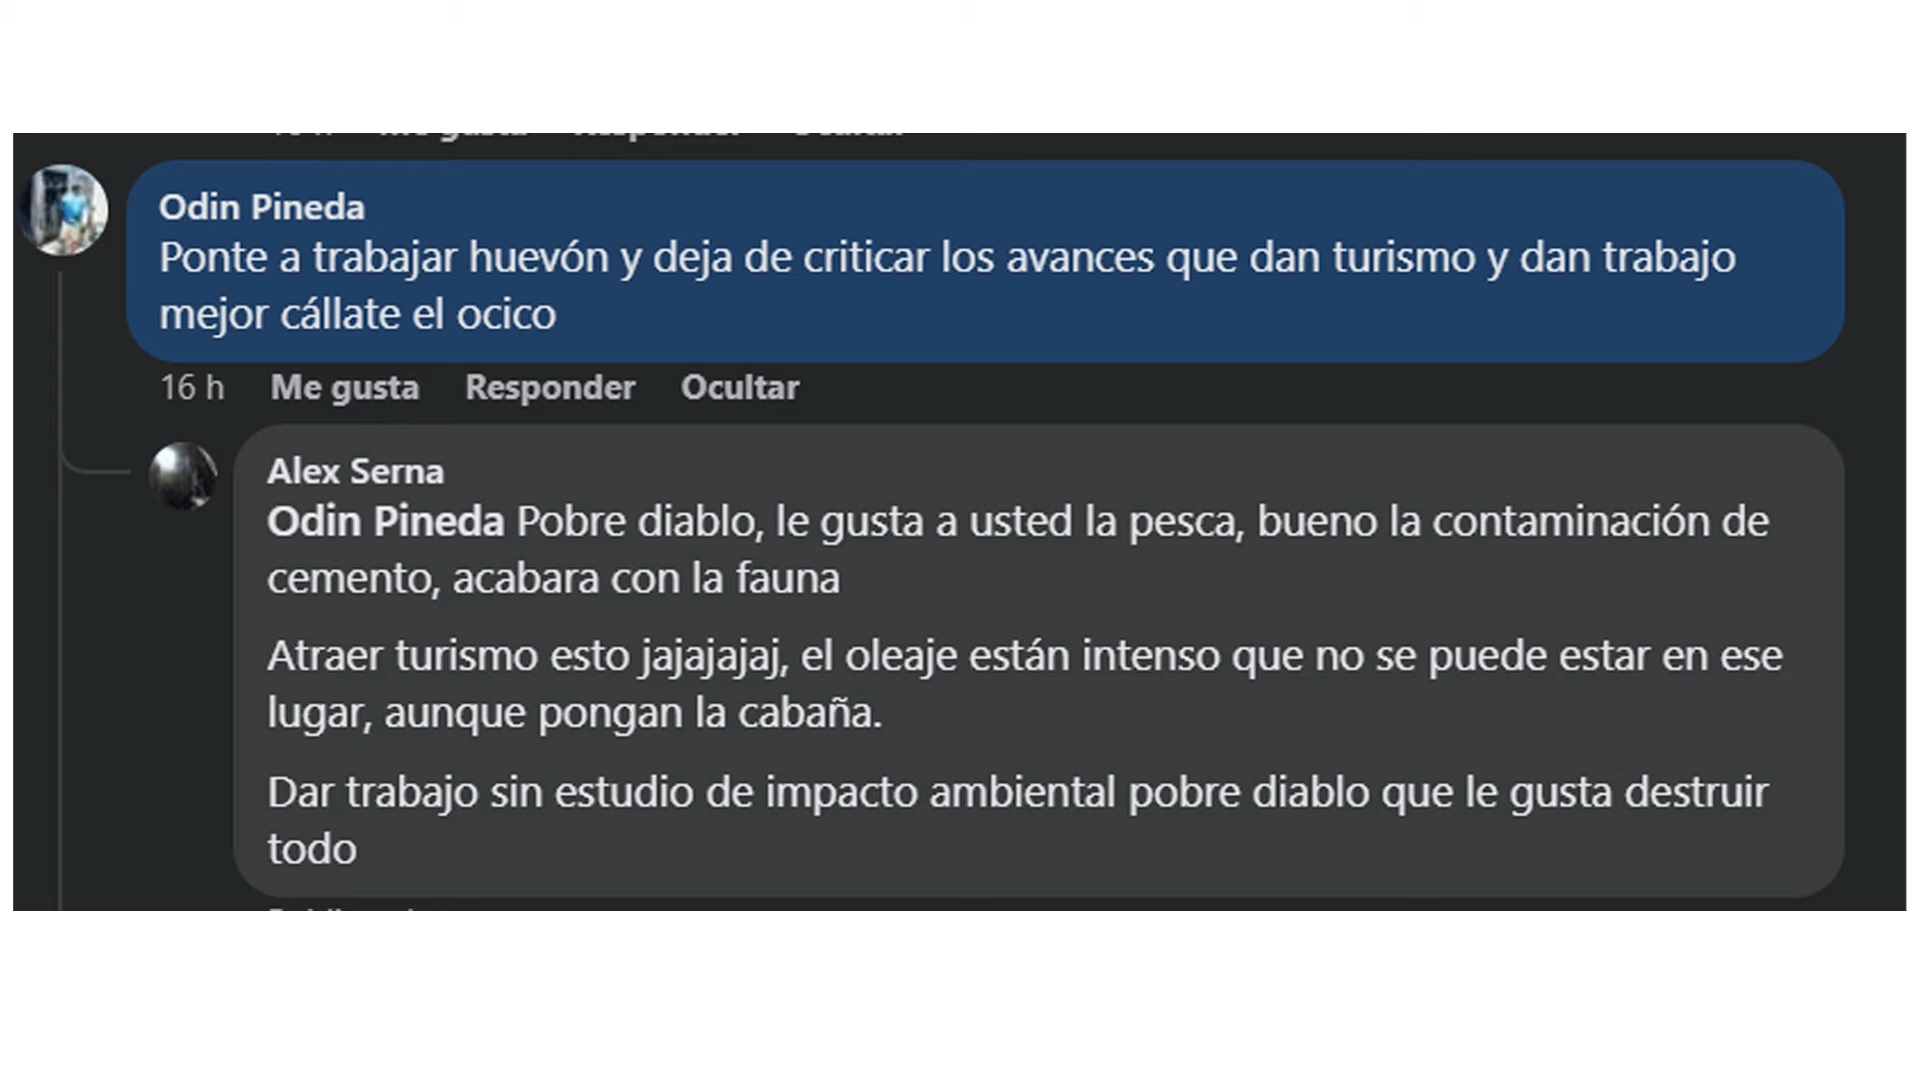 Odin Pineda
Ponte a trabajar huevón y deja de criticar los avances que dan turismo y dan trabajo
mejor cállate el ocico
16 h Me gusta Responder Ocultar
Alex Serna
Odin Pineda Pobre diablo, le gusta a usted la pesca, bueno la contaminación de
cemento, acabara con la fauna
Atraer turismo esto jajajajaj, el oleaje están intenso que no se puede estar en ese
lugar, aunque pongan la cabaña.
Dar trabajo sin estudio de impacto ambiental pobre diablo que le gusta destruir
todo